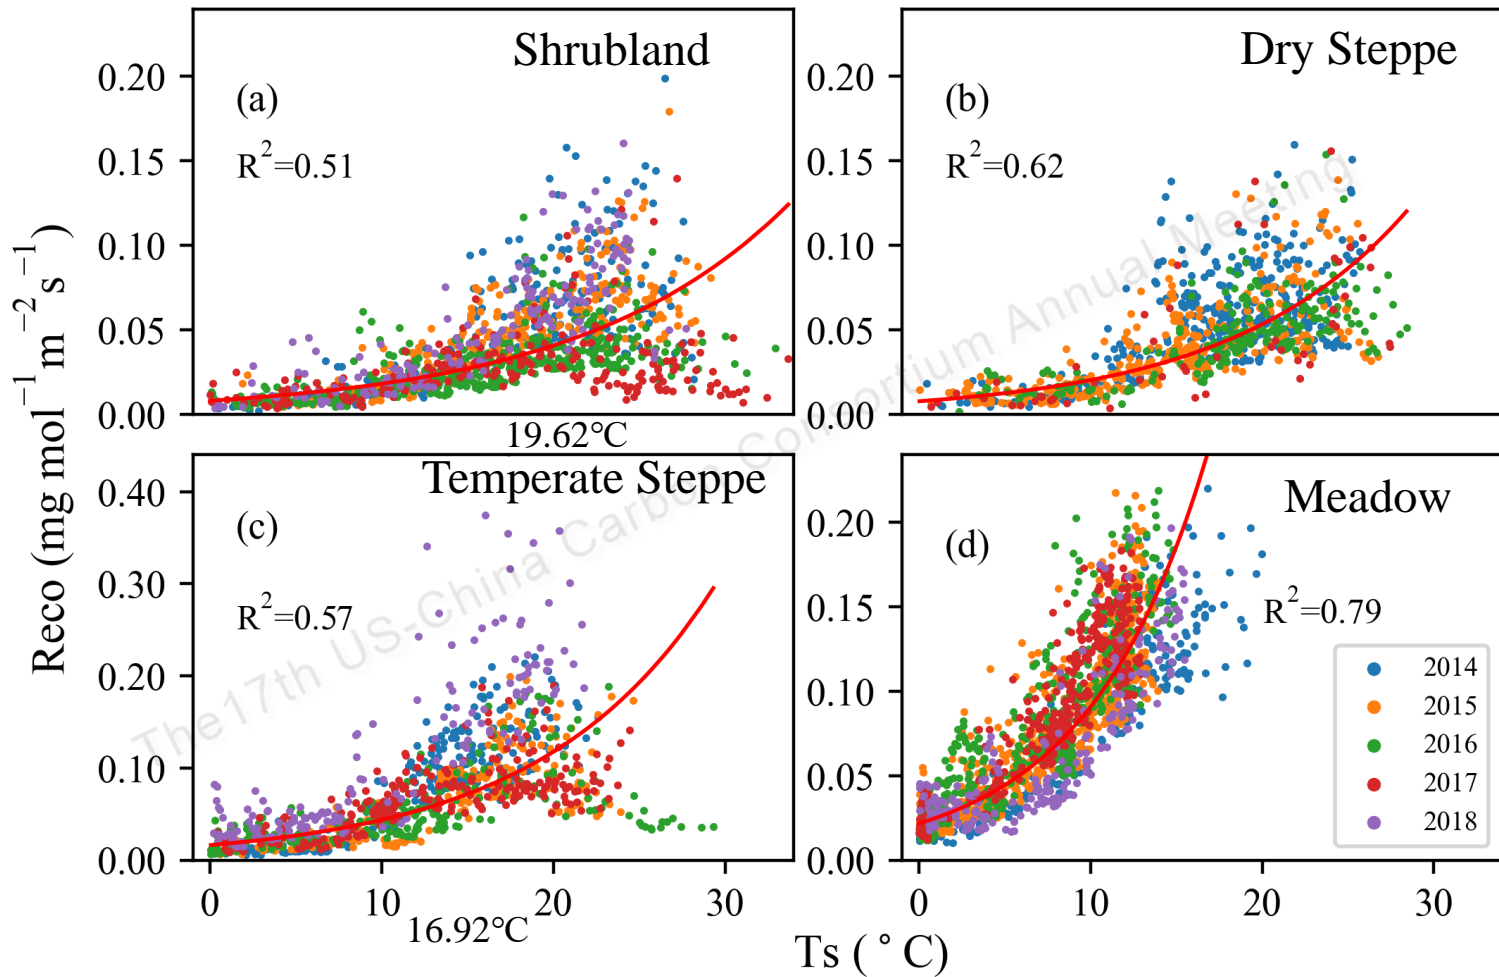 Shrubland
(a)
R²=0.51
0.20
0.15
0.10
0.05
0.00
19.62°C
Dry Steppe
(b)
R²=0.62
0.20
0.15
0.10
0.05
0.00
Temperate Steppe
(c)
R²=0.57
0.40
0.30
0.20
0.10
0.00
0 10 20 30
16.92°C
Meadow
(d)
R²=0.79
0.20
0.15
0.10
0.05
0.00
2014
2015
2016
2017
2018
0 10 20 30
Reco (mg mol⁻¹ m⁻² s⁻¹)
Ts (°C)
The17th US-China Carbon Consortium Annual Meeting